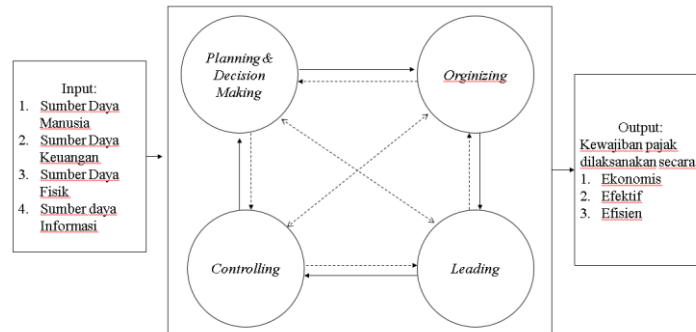 Input:
1. Sumber Daya
Manusia
2. Sumber Daya
Keuangan
3. Sumber Daya
Fisik
4. Sumber daya
Informasi
Planning &
Decision
Making
Orginizing
Controlling
Leading
Output:
Kewajiban pajak
dilaksanakan secara
1. Ekonomis
2. Efektif
3. Efisien